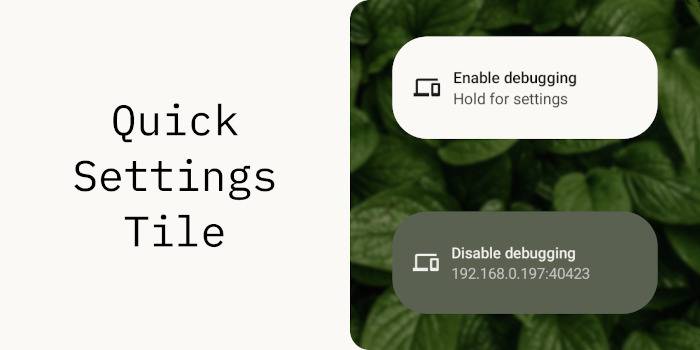 Quick
Settings
Tile
Enable debugging
Hold for settings
Disable debugging
192.168.0.197:40423